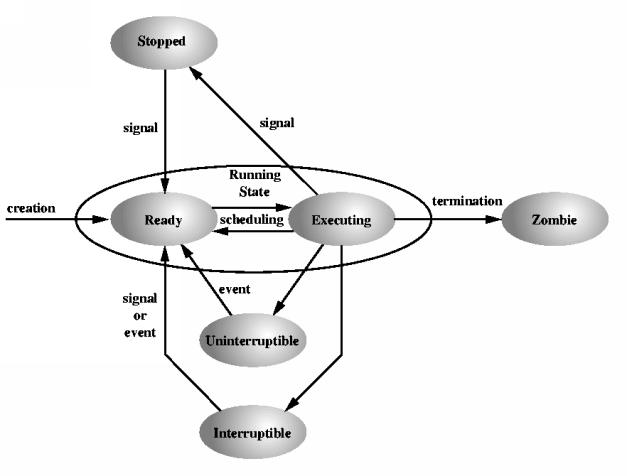 Stopped
signal
signal
Running
State
creation
Ready
scheduling
Executing
termination
Zombie
signal
or
event
event
Uninterruptible
Interruptible